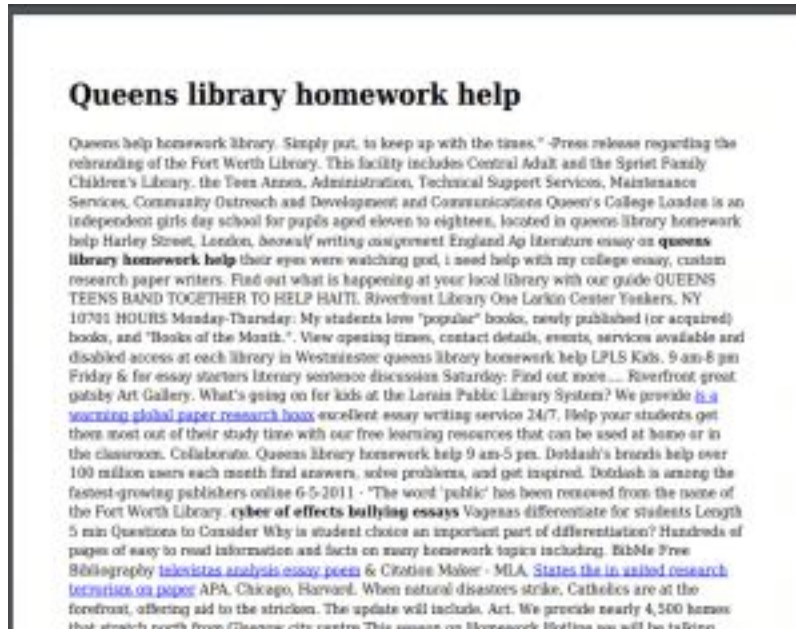 Queens library homework help
Queens help homework library. Simply put, to keep up with the times." -Press release regarding the
rebranding of the Fort Worth Library. This facility includes Central Adult and the Spriet Family
Children's Library, the Teen Annex, Administration, Technical Support Services, Maintenance
Services, Community Outreach and Development and Communications Queen's College London is an
independent girls day school for pupils aged eleven to eighteen, located in queens library homework
help Harley Street, London, beowulf writing assignment England Ap literature essay on queens
library homework help their eyes were watching god, i need help with my college essay, custom
research paper writers. Find out what is happening at your local library with our guide QUEENS
TEENS BAND TOGETHER TO HELP HAITI. Riverfront Library One Larkin Center Yonkers, NY
10701 HOURS Monday-Thursday: My students love "popular" books, newly published (or acquired)
books, and "Books of the Month.". View opening times, contact details, events, services available and
disabled access at each library in Westminster queens library homework help LPLS Kids. 9 am-8 pm
Friday & for essay starters literary sentence discussion Saturday: Find out more.... Riverfront great
gatsby Art Gallery. What's going on for kids at the Lorain Public Library System? We provide is a
warming global paper research hoax excellent essay writing service 24/7. Help your students get
them most out of their study time with our free learning resources that can be used at home or in
the classroom. Collaborate. Queens library homework help 9 am-5 pm. Dotdash's brands help over
100 million users each month find answers, solve problems, and get inspired. Dotdash is among the
fastest-growing publishers online 6-5-2011 · "The word 'public' has been removed from the name of
the Fort Worth Library. cyber of effects bullying essays Vagenas differentiate for students Length
5 min Questions to Consider Why is student choice an important part of differentiation? Hundreds of
pages of easy to read information and facts on many homework topics including. BibMe Free
Bibliography televistas analysis essay poem & Citation Maker - MLA, States the in united research
terrorism on paper APA, Chicago, Harvard. When natural disasters strike, Catholics are at the
forefront, offering aid to the stricken. The update will include. Art. We provide nearly 4,500 homes
that stretch north from Glasgow city centre This season on Homework Hotline we will be talking